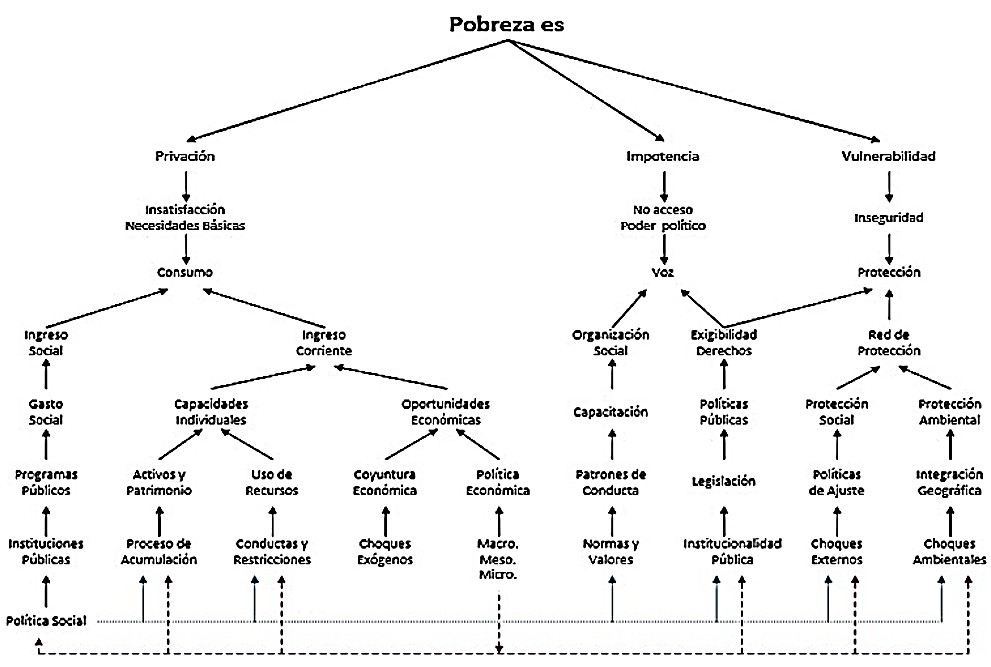 Pobreza es
Privación
Impotencia
Vulnerabilidad
Insatisfacción
Necesidades Básicas
No acceso
Poder político
Inseguridad
Consumo
Voz
Protección
Ingreso
Social
Ingreso
Corriente
Organización
Social
Exigibilidad
Derechos
Red de
Protección
Gasto
Social
Capacidades
Individuales
Oportunidades
Económicas
Capacitación
Políticas
Públicas
Protección
Social
Protección
Ambiental
Programas
Públicos
Activos y
Patrimonio
Uso de
Recursos
Coyuntura
Económica
Política
Económica
Patrones de
Conducta
Legislación
Políticas
de Ajuste
Integración
Geográfica
Instituciones
Públicas
Proceso de
Acumulación
Conductas y
Restricciones
Choques
Exógenos
Macro.
Meso.
Micro.
Normas y
Valores
Institucionalidad
Pública
Choques
Externos
Choques
Ambientales
Política Social